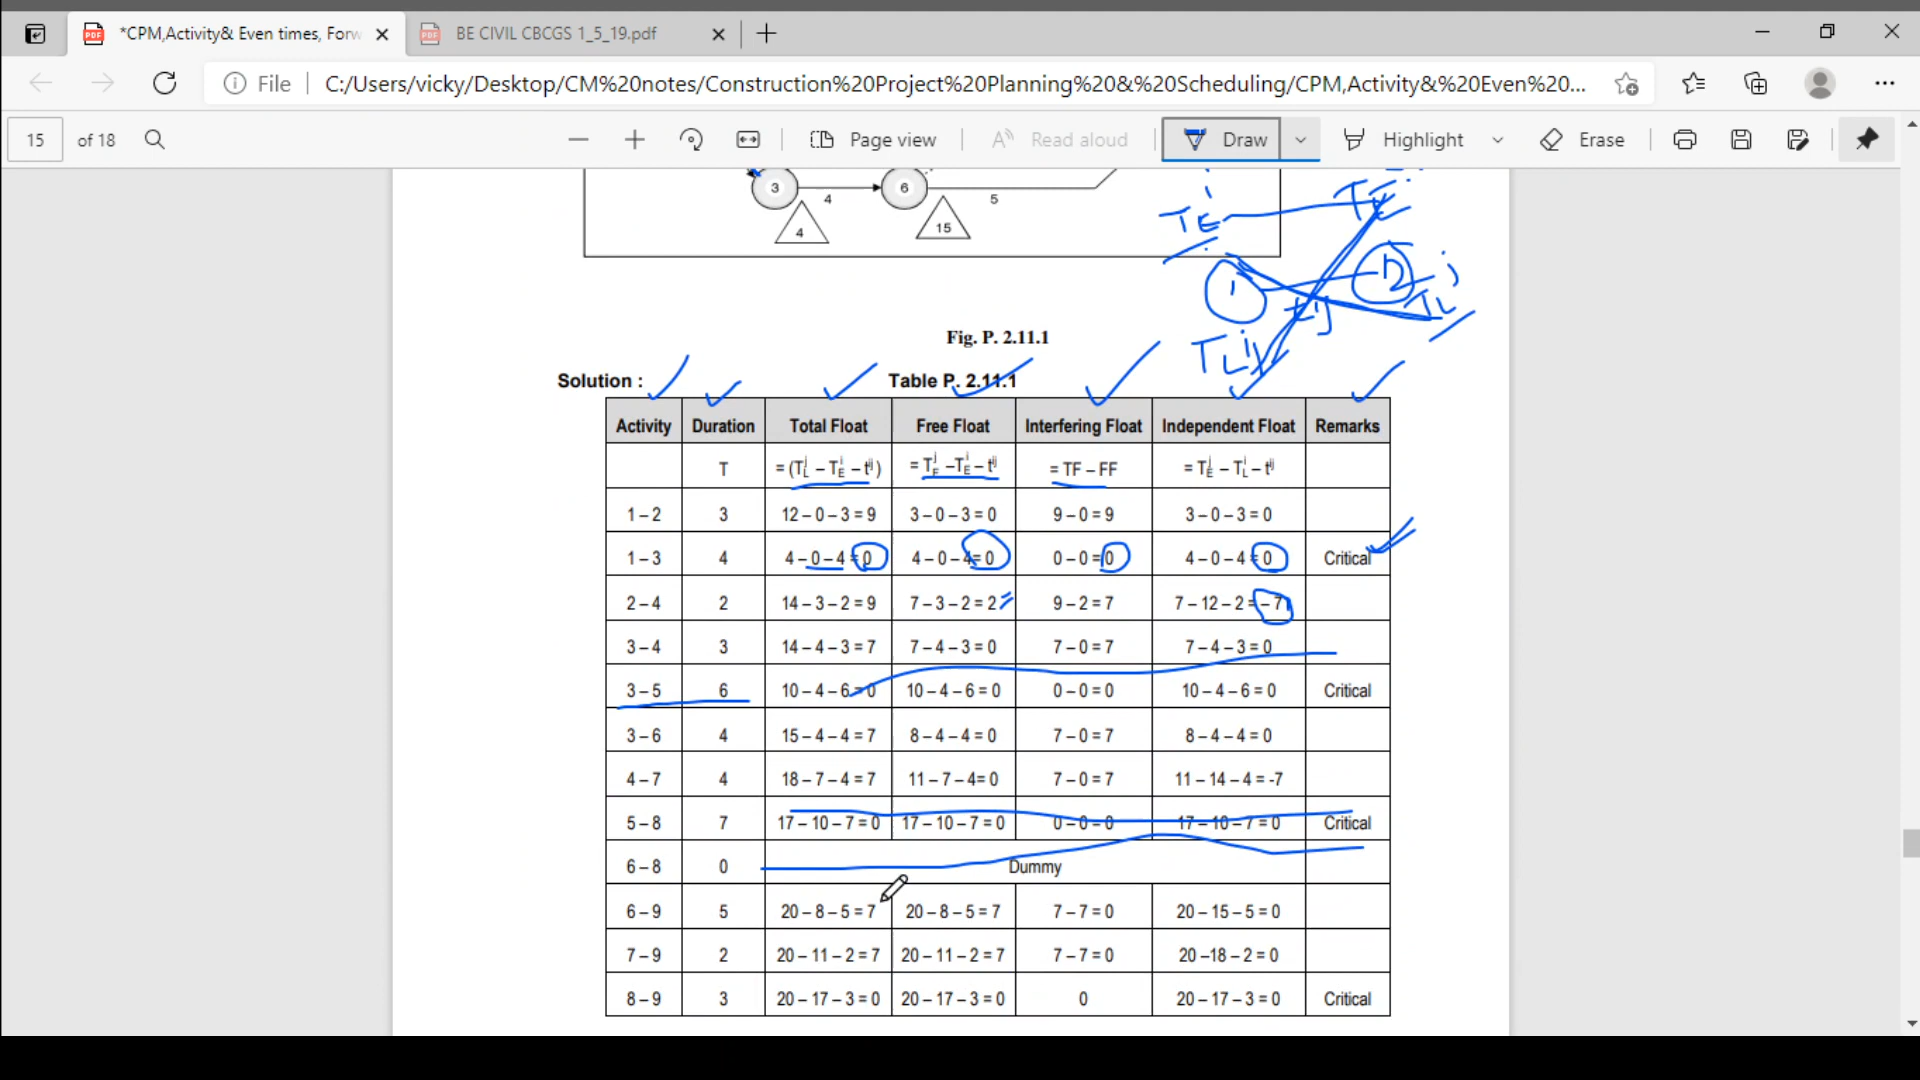 *CPM,Activity& Even times, Forw
BE CIVIL CBCGS 1_5_19.pdf
File C:/Users/vicky/Desktop/CM%20notes/Construction%20Project%20Planning%20&%20Scheduling/CPM,Activity&%20Even%20...
15 of 18 Page view Read aloud Draw Highlight Erase
3 4 6 5
4 15
TE TE
1 2
tij
TLi TLj
Fig. P. 2.11.1
Solution : Table P. 2.11.1
Activity Duration Total Float Free Float Interfering Float Independent Float Remarks
T = (TLj – TEi – tij) = TEj – TEi – tij = TF – FF = TEj – TLi – tij
1 – 2 3 12 – 0 – 3 = 9 3 – 0 – 3 = 0 9 – 0 = 9 3 – 0 – 3 = 0
1 – 3 4 4 – 0 – 4 = 0 4 – 0 – 4 = 0 0 – 0 = 0 4 – 0 – 4 = 0 Critical
2 – 4 2 14 – 3 – 2 = 9 7 – 3 – 2 = 2 9 – 2 = 7 7 – 12 – 2 = – 7
3 – 4 3 14 – 4 – 3 = 7 7 – 4 – 3 = 0 7 – 0 = 7 7 – 4 – 3 = 0
3 – 5 6 10 – 4 – 6 = 0 10 – 4 – 6 = 0 0 – 0 = 0 10 – 4 – 6 = 0 Critical
3 – 6 4 15 – 4 – 4 = 7 8 – 4 – 4 = 0 7 – 0 = 7 8 – 4 – 4 = 0
4 – 7 4 18 – 7 – 4 = 7 11 – 7 – 4= 0 7 – 0 = 7 11 – 14 – 4 = -7
5 – 8 7 17 – 10 – 7 = 0 17 – 10 – 7 = 0 0 – 0 = 0 17 – 10 – 7 = 0 Critical
6 – 8 0 Dummy
6 – 9 5 20 – 8 – 5 = 7 20 – 8 – 5 = 7 7 – 7 = 0 20 – 15 – 5 = 0
7 – 9 2 20 – 11 – 2 = 7 20 – 11 – 2 = 7 7 – 7 = 0 20 –18 – 2 = 0
8 – 9 3 20 – 17 – 3 = 0 20 – 17 – 3 = 0 0 20 – 17 – 3 = 0 Critical